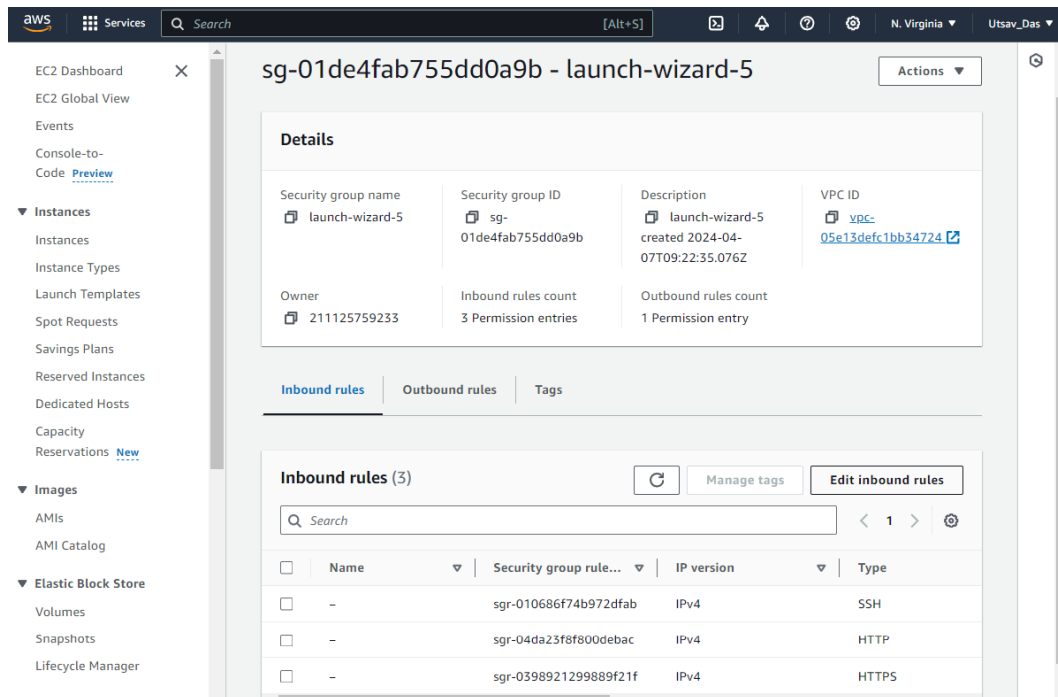 aws Services Search [Alt+S] N. Virginia Utsav_Das
EC2 Dashboard
EC2 Global View
Events
Console-to-
Code Preview
Instances
Instances
Instance Types
Launch Templates
Spot Requests
Savings Plans
Reserved Instances
Dedicated Hosts
Capacity
Reservations New
Images
AMIs
AMI Catalog
Elastic Block Store
Volumes
Snapshots
Lifecycle Manager
sg-01de4fab755dd0a9b - launch-wizard-5
Actions
Details
Security group name
launch-wizard-5
Security group ID
sg-
01de4fab755dd0a9b
Description
launch-wizard-5
created 2024-04-
07T09:22:35.076Z
VPC ID
vpc-
05e13defc1bb34724
Owner
211125759233
Inbound rules count
3 Permission entries
Outbound rules count
1 Permission entry
Inbound rules Outbound rules Tags
Inbound rules (3)
Manage tags Edit inbound rules
Search 1
Name Security group rule... IP version Type
– sgr-010686f74b972dfab IPv4 SSH
– sgr-04da23f8f800debac IPv4 HTTP
– sgr-0398921299889f21f IPv4 HTTPS